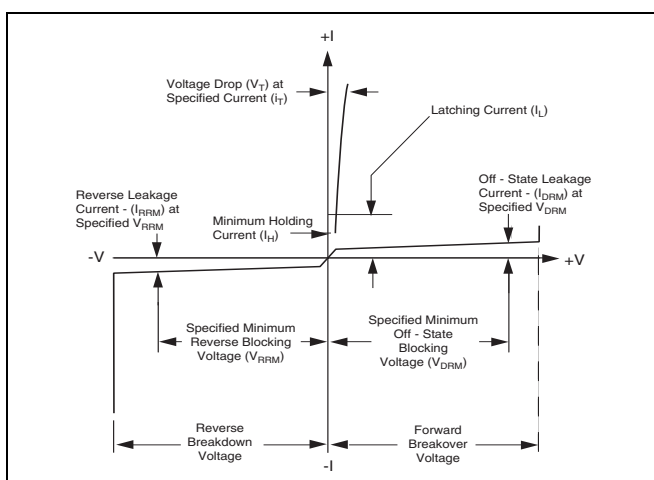 +I
Voltage Drop (VT) at
Specified Current (iT)
Latching Current (IL)
Reverse Leakage
Current - (IRRM) at
Specified VRRM
Off - State Leakage
Current - (IDRM) at
Specified VDRM
Minimum Holding
Current (IH)
-V
+V
Specified Minimum
Reverse Blocking
Voltage (VRRM)
Specified Minimum
Off - State
Blocking
Voltage (VDRM)
Reverse
Breakdown
Voltage
Forward
Breakover
Voltage
-I